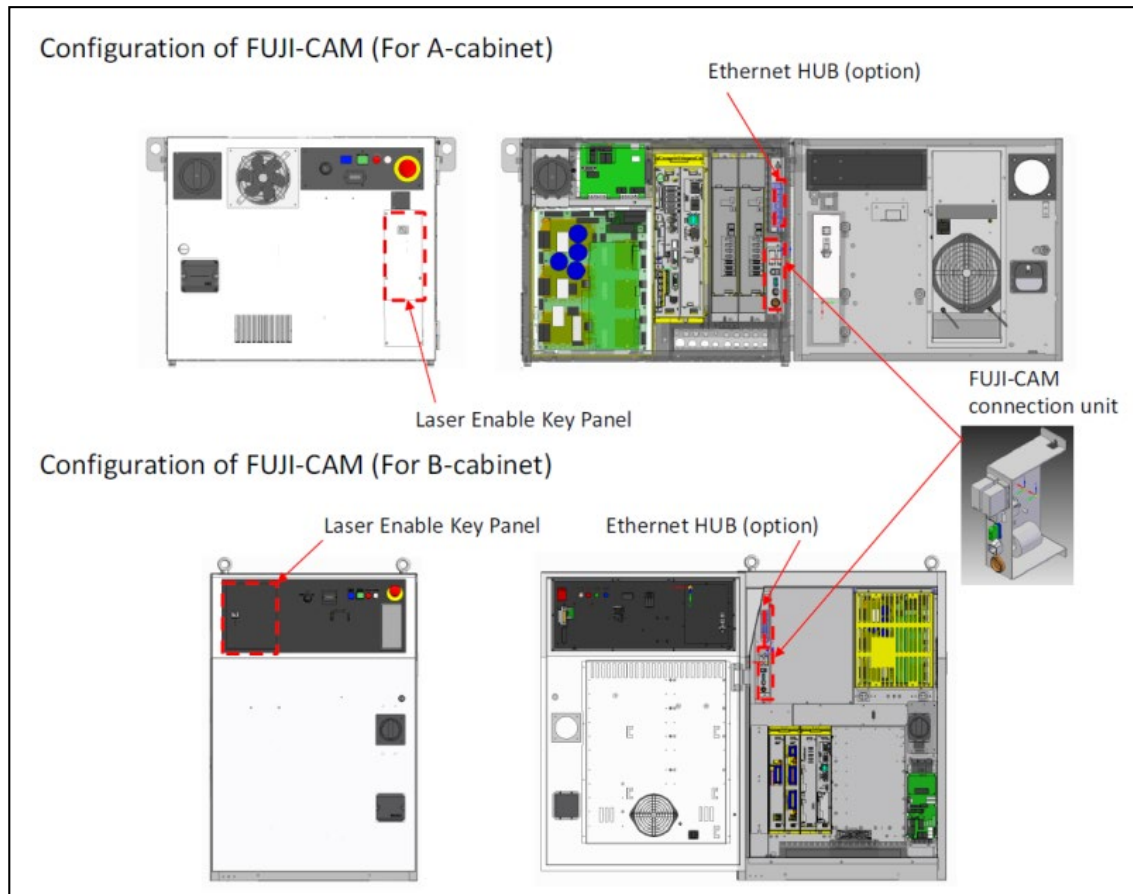 Configuration of FUJI-CAM (For A-cabinet)
Ethernet HUB (option)
Laser Enable Key Panel
FUJI-CAM
connection unit
Configuration of FUJI-CAM (For B-cabinet)
Laser Enable Key Panel
Ethernet HUB (option)